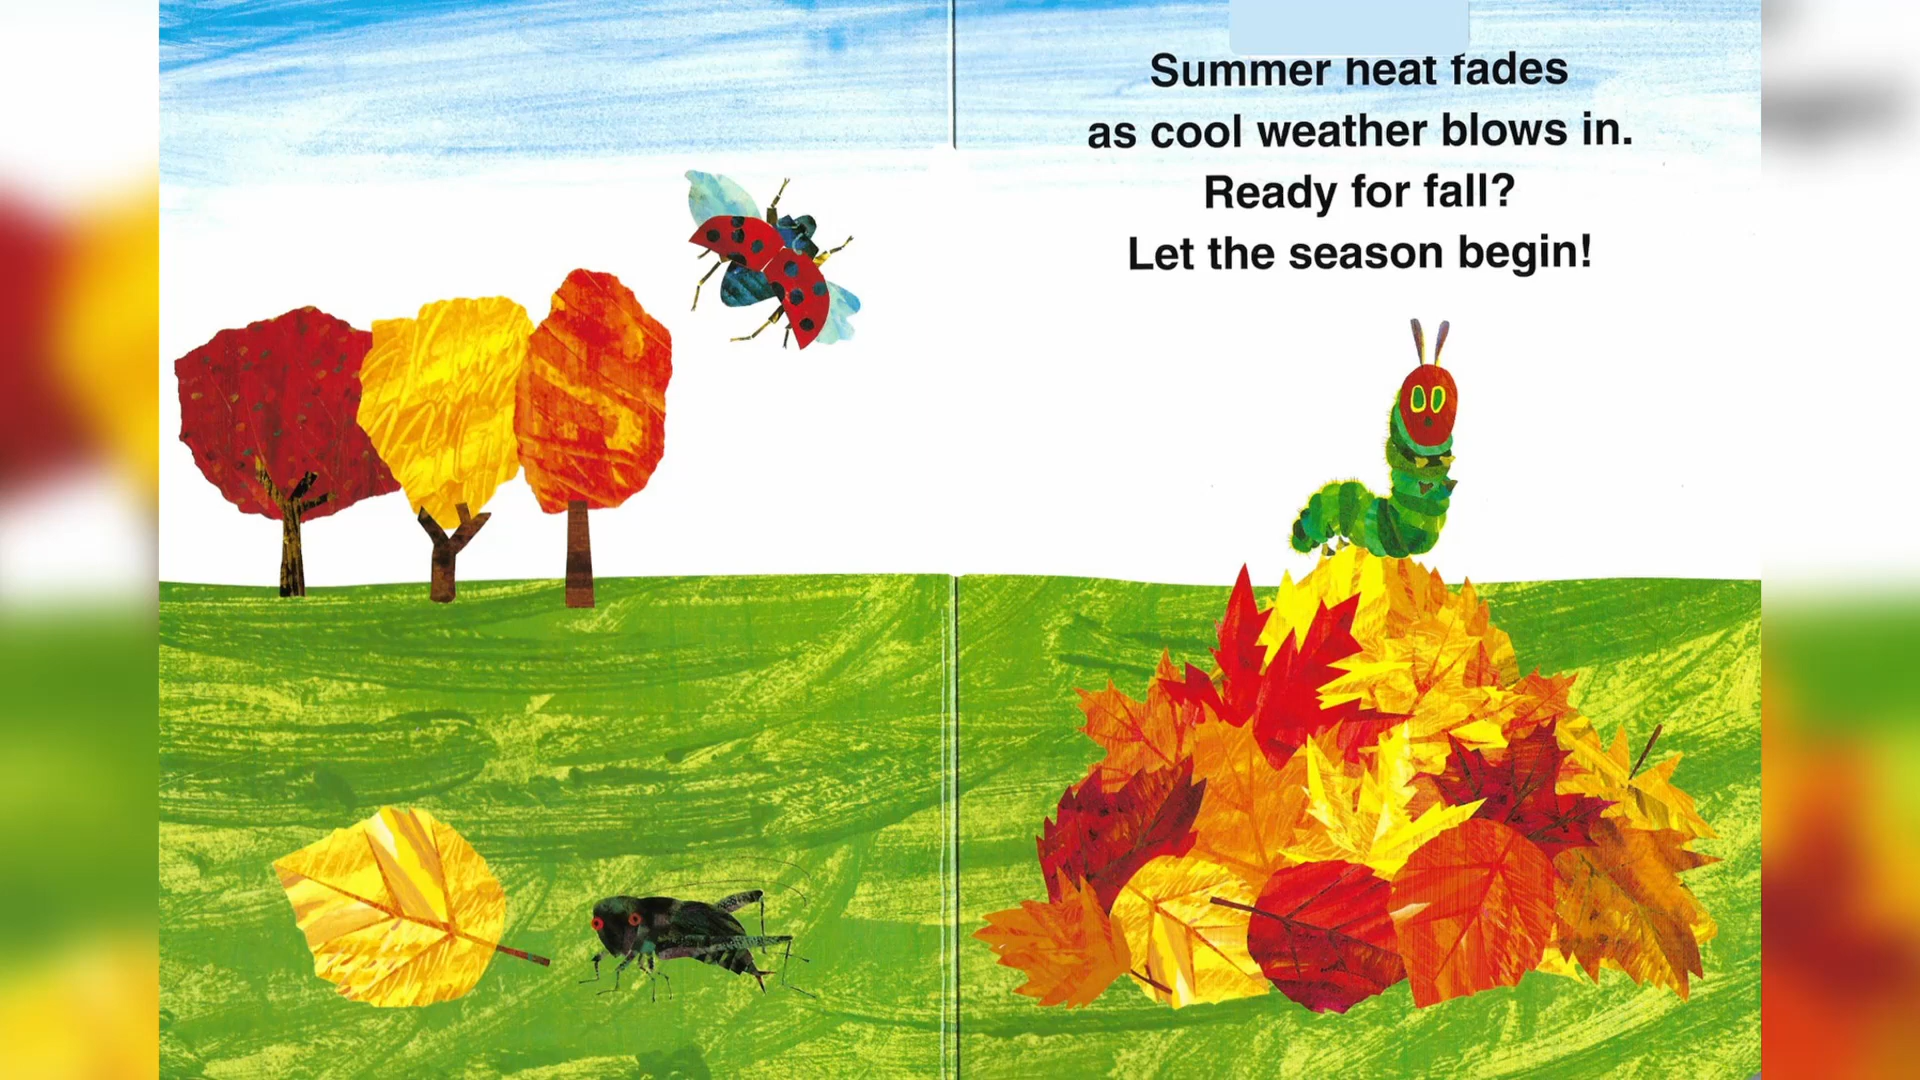 Summer heat fades
as cool weather blows in.
Ready for fall?
Let the season begin!